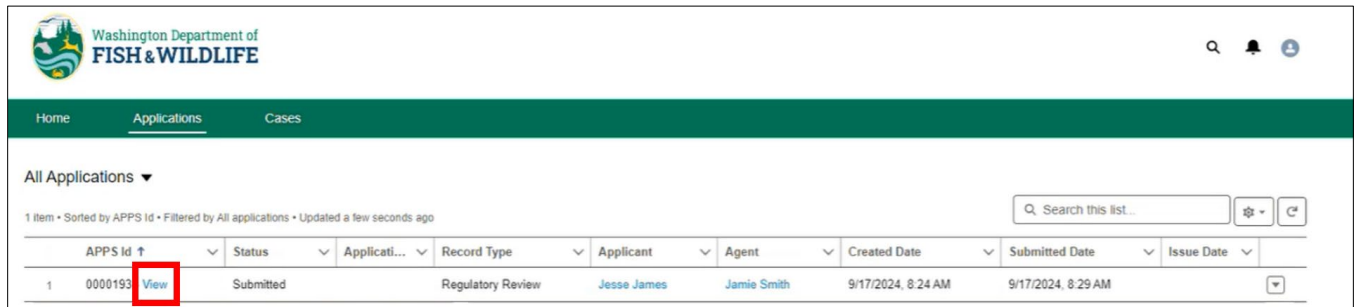 Washington Department of
FISH & WILDLIFE
Home Applications Cases
All Applications
1 item • Sorted by APPS Id • Filtered by All applications • Updated a few seconds ago
Search this list...
APPS Id ↑ Status Applicati... Record Type Applicant Agent Created Date Submitted Date Issue Date
1 0000193 View Submitted Regulatory Review Jesse James Jamie Smith 9/17/2024, 8:24 AM 9/17/2024, 8:29 AM